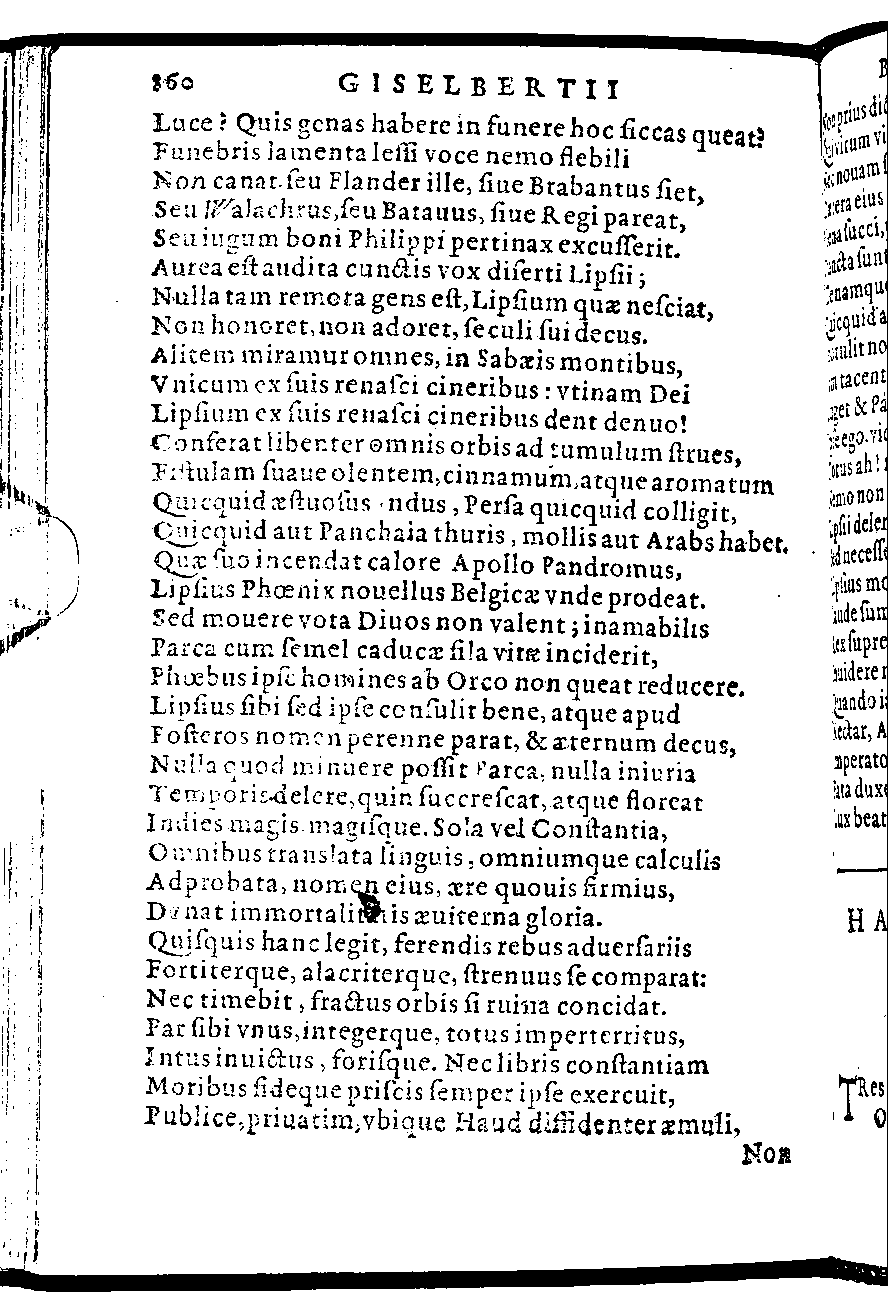 860 GISELBERTII
Luce? Quis genas habere in funere hoc ſiccas queat?
Funebris lamenta leſſi voce nemo flebili
Non canat. ſeu Flander ille, ſiue Brabantus ſiet,
Seu Walachrus, ſeu Batauus, ſiue Regi pareat,
Seu iugum boni Philippi pertinax excuſſerit.
Aurea eſt audita cunctis vox diſerti Lipſii;
Nulla tam remota gens eſt, Lipſium quæ neſciat,
Non honoret, non adoret, ſeculi ſui decus.
Alitem miramur omnes, in Sabæis montibus,
Vnicum ex ſuis renaſci cineribus: vtinam Dei
Lipſium ex ſuis renaſci cineribus dent denuo!
Conferat libenter omnis orbis ad tumulum ſtrues,
Fiſtulam ſuaue olentem, cinnamum, atque aromatum
Quicquid æſtuoſus ndus, Perſa quicquid colligit,
Quicquid aut Panchaia thuris, mollis aut Arabs habet.
Quæ ſuo incendat calore Apollo Pandromus,
Lipſius Phœnix nouellus Belgicæ vnde prodeat.
Sed mouere vota Diuos non valent; inamabilis
Parca cum ſemel caducæ fila vitæ inciderit,
Phœbus ipſe homines ab Orco non queat reducere.
Lipſius ſibi ſed ipſe conſulit bene, atque apud
Poſteros nomen perenne parat, & æternum decus,
Nulla quod minuere poſſit Parca, nulla iniuria
Temporis delere, quin ſuccreſcat, atque floreat
Indies magis magiſque. Sola vel Conſtantia,
Omnibus translata linguis, omniumque calculis
Adprobata, nomen eius, ære quouis firmius,
Donat immortalitatis æuiterna gloria.
Quiſquis hanc legit, ferendis rebus aduerſariis
Fortiterque, alacriterque, ſtrenuus ſe comparat:
Nec timebit, fractus orbis ſi ruina concidat.
Par ſibi vnus, integerque, totus imperterritus,
Intus inuictus, foriſque. Nec libris conſtantiam
Moribus fideque priſcis ſemper ipſe exercuit,
Publice, priuatim, vbique Haud diffidenter æmuli,
Non